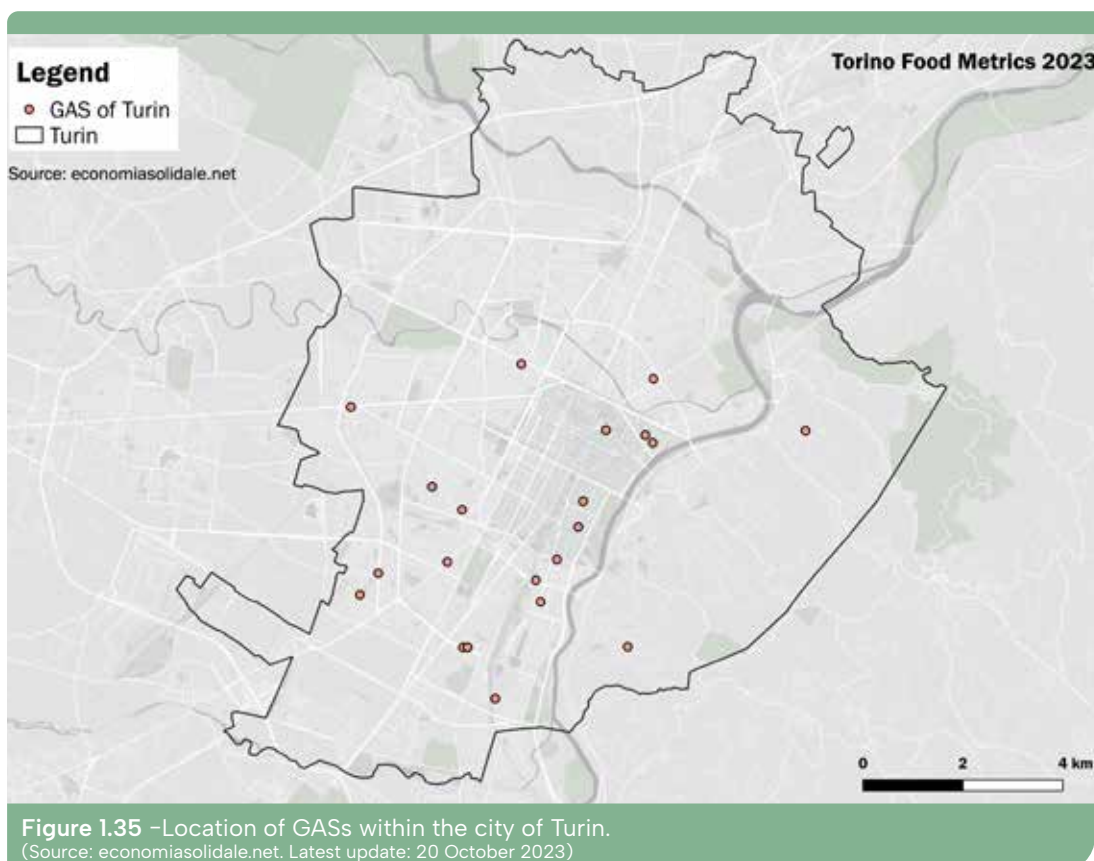 Legend
GAS of Turin
Turin
Source: economiasolidale.net
Torino Food Metrics 2023
0 2 4 km
Figure 1.35 -Location of GASs within the city of Turin.
(Source: economiasolidale.net. Latest update: 20 October 2023)